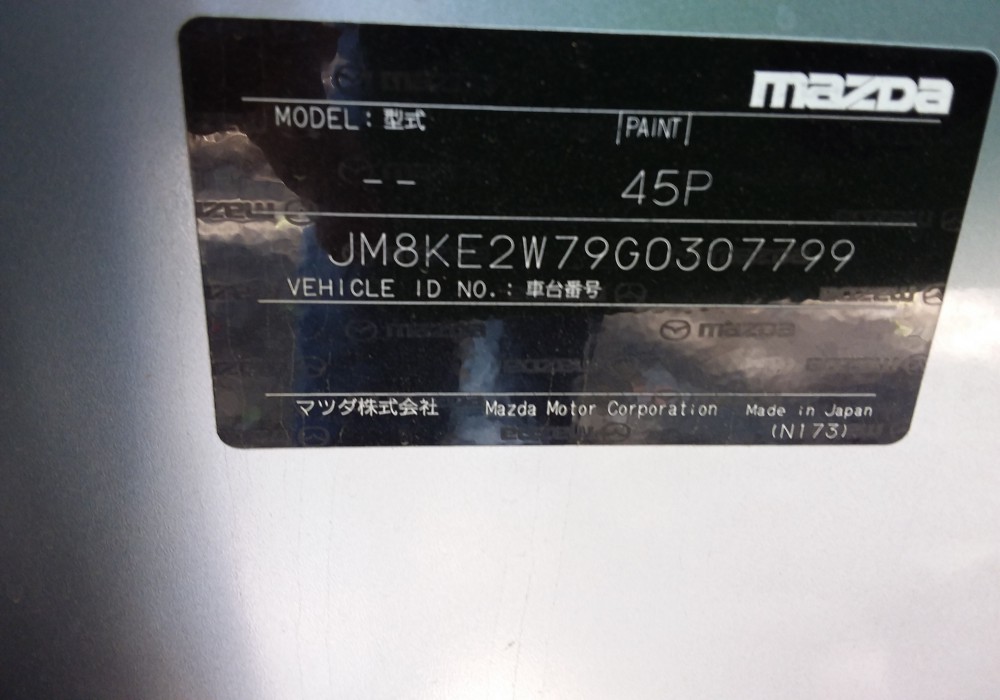 mazda
MODEL: 型式 PAINT
-- 45P
JM8KE2W79G0307799
VEHICLE ID NO.: 車台番号
マツダ株式会社 Mazda Motor Corporation Made in Japan
(N173)